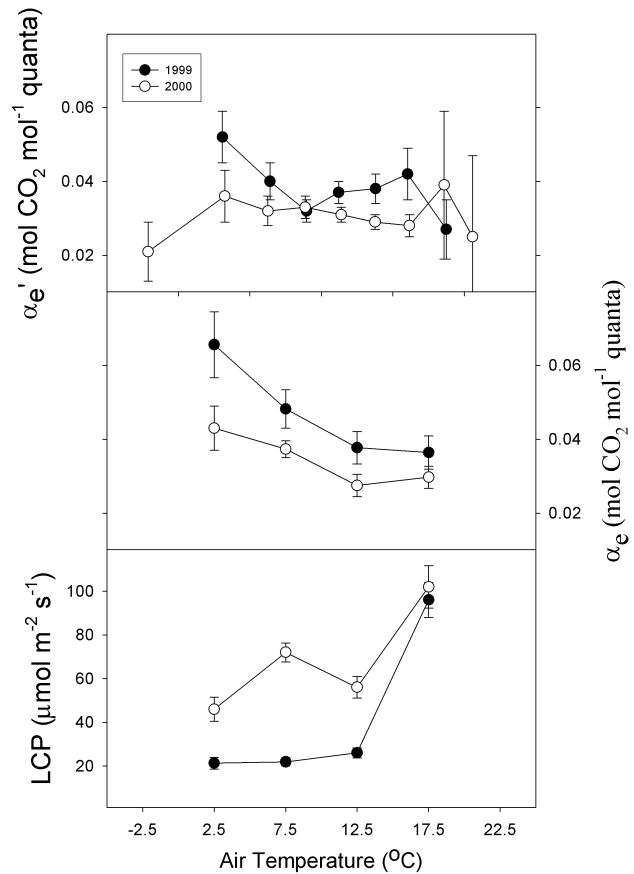 αe' (mol CO2 mol-1 quanta)
1999
2000
0.06
0.04
0.02
αe (mol CO2 mol-1 quanta)
0.06
0.04
0.02
LCP (μmol m-2 s-1)
100
80
60
40
20
-2.5 2.5 7.5 12.5 17.5 22.5
Air Temperature (ºC)